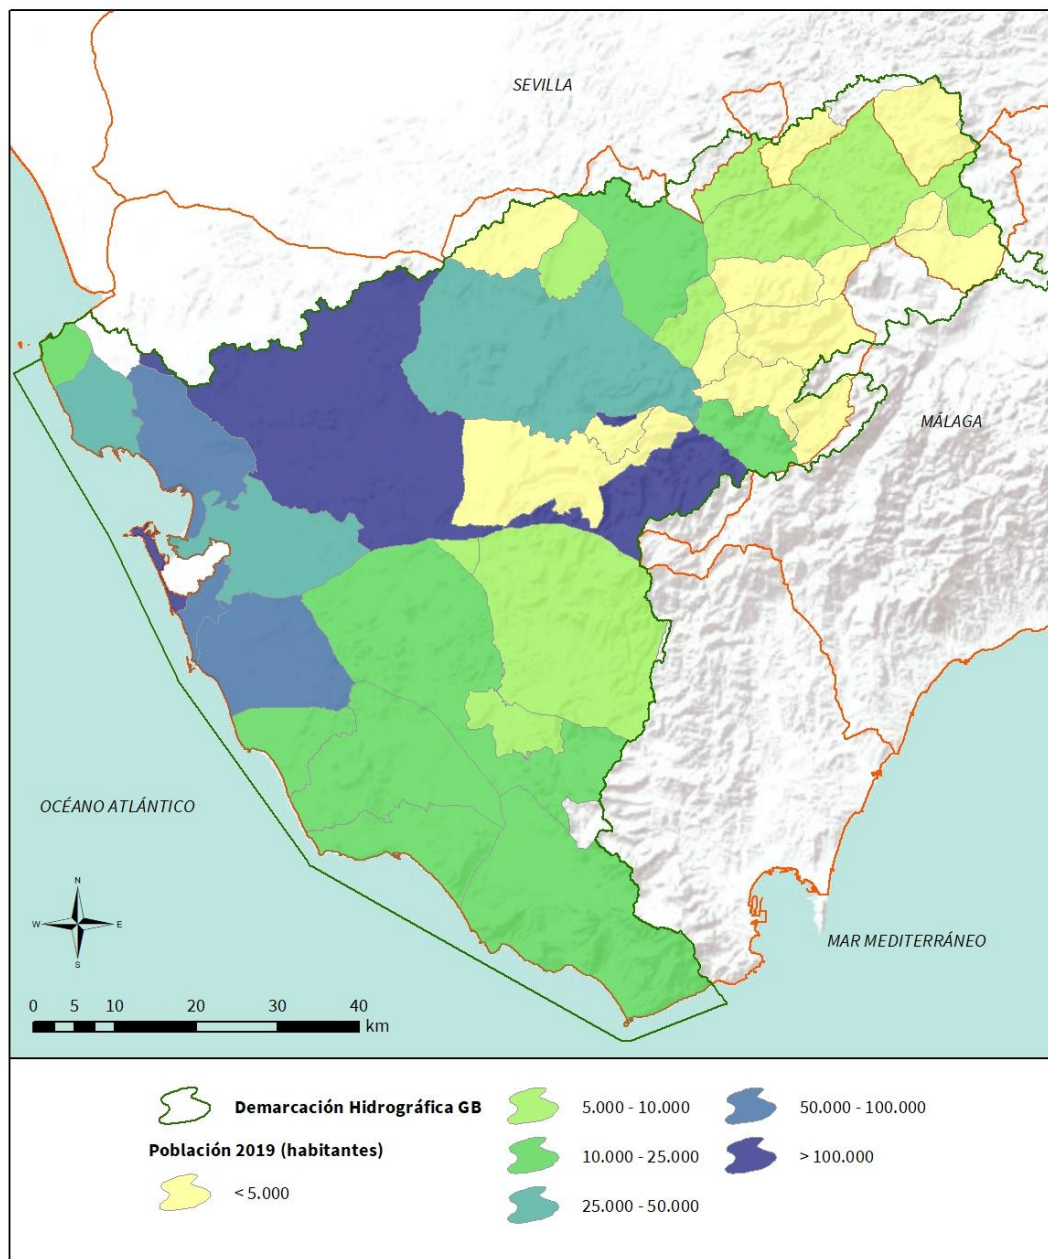 SEVILLA
MÁLAGA
OCÉANO ATLÁNTICO
MAR MEDITERRÁNEO
N
W
E
S
0 5 10 20 30 40
km
Demarcación Hidrográfica GB
Población 2019 (habitantes)
< 5.000
5.000 - 10.000
10.000 - 25.000
25.000 - 50.000
50.000 - 100.000
> 100.000